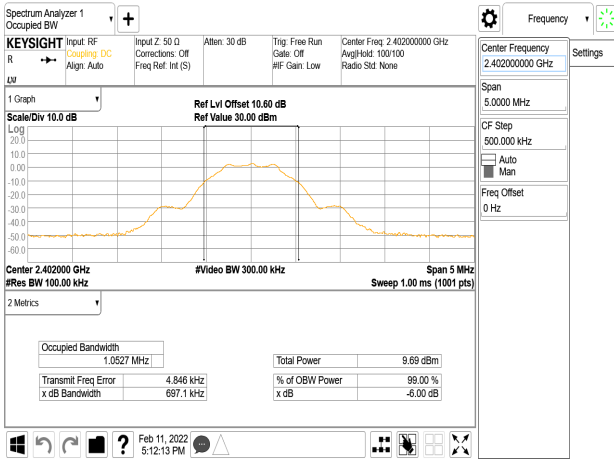 Spectrum Analyzer 1
Occupied BW
Frequency
KEYSIGHT
R
Input: RF
Coupling: DC
Align: Auto
Input Z: 50 Ω
Corrections: Off
Freq Ref: Int (S)
Atten: 30 dB
Trig: Free Run
Gate: Off
#IF Gain: Low
Center Freq: 2.402000000 GHz
Avg|Hold: 100/100
Radio Std: None
Center Frequency
2.402000000 GHz
Settings
Span
5.0000 MHz
CF Step
500.000 kHz
Auto
Man
Freq Offset
0 Hz
1 Graph
Scale/Div 10.0 dB
Ref Lvl Offset 10.60 dB
Ref Value 30.00 dBm
Log
20.0
10.0
0.00
-10.0
-20.0
-30.0
-40.0
-50.0
-60.0
Center 2.402000 GHz
#Video BW 300.00 kHz
Span 5 MHz
#Res BW 100.00 kHz
Sweep 1.00 ms (1001 pts)
2 Metrics
Occupied Bandwidth
1.0527 MHz
Total Power 9.69 dBm
Transmit Freq Error 4.846 kHz
% of OBW Power 99.00 %
x dB Bandwidth 697.1 kHz
x dB -6.00 dB
Feb 11, 2022
5:12:13 PM